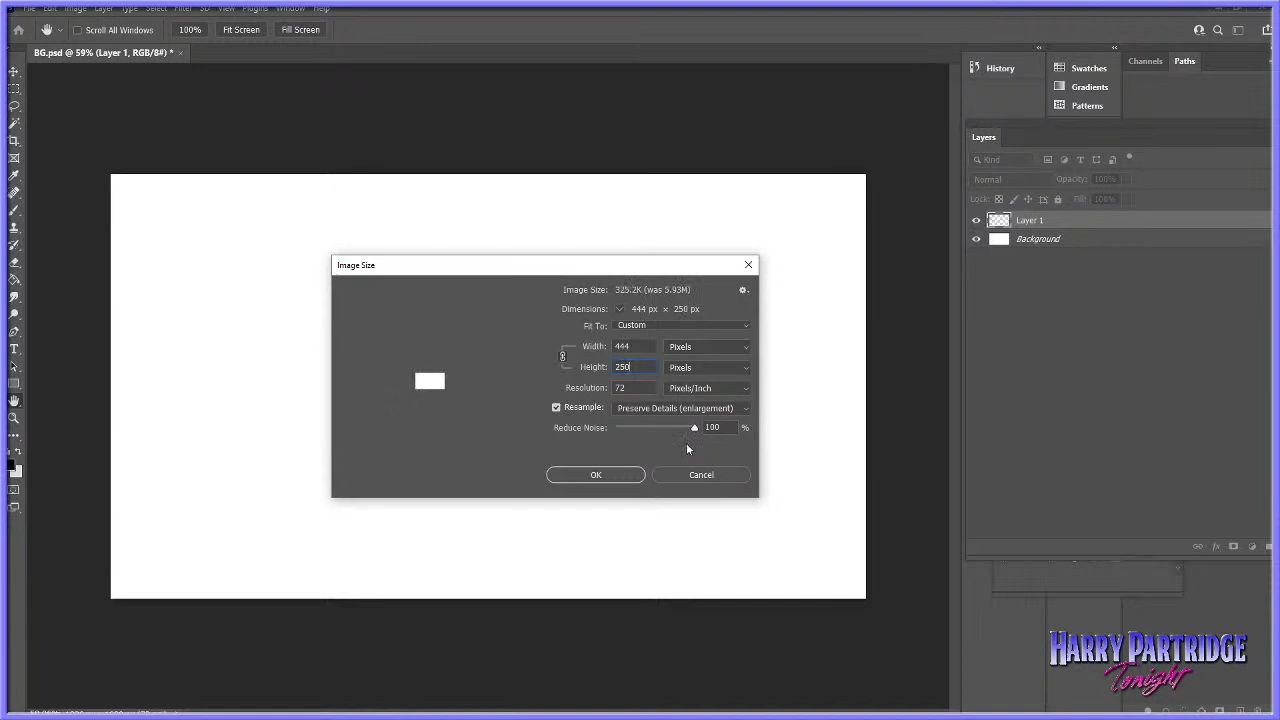 File Image Layer Type Select Filter 3D View Plugins Window Help
Scroll All Windows 100% Fit Screen Fill Screen
BG.psd @ 59% (Layer 1, RGB/8#) * ×
History
Swatches
Gradients
Patterns
Channels Paths
Layers
Kind
Normal Opacity: 100%
Lock: Fill: 100%
Layer 1
Background
Image Size
Image Size: 325.2K (was 5.93M)
Dimensions: 444 px × 250 px
Fit To: Custom
Width: 444 Pixels
Height: 250 Pixels
Resolution: 72 Pixels/Inch
Resample: Preserve Details (enlargement)
Reduce Noise: 100 %
OK Cancel
HARRY PARTRIDGE
Tonight